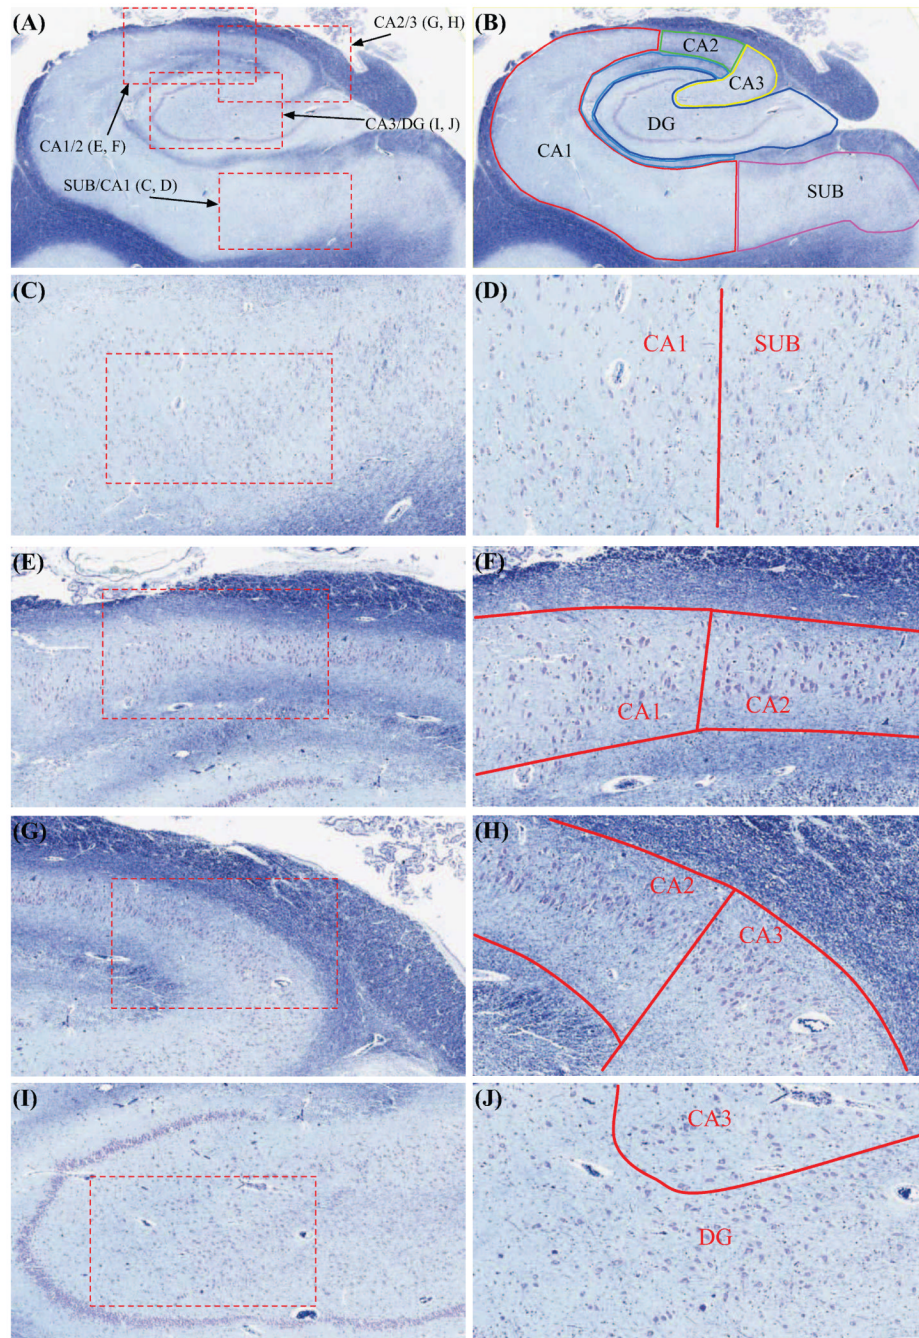 (A)
CA2/3 (G, H)
CA3/DG (I, J)
CA1/2 (E, F)
SUB/CA1 (C, D)
(B)
CA2
CA3
DG
CA1
SUB
(C)
(D)
CA1
SUB
(E)
(F)
CA1
CA2
(G)
(H)
CA2
CA3
(I)
(J)
CA3
DG